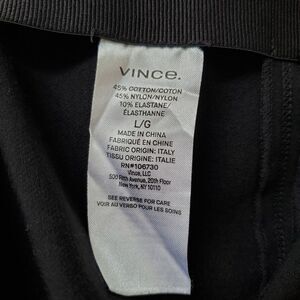 VINCE.
45% COTTON/COTON
45% NYLON/NYLON
10% ELASTANE/
ÉLASTHANNE
L/G
MADE IN CHINA
FABRIQUÉ EN CHINE
FABRIC ORIGIN: ITALY
TISSU ORIGINE: ITALIE
RN#106730
Vince, LLC
500 Fifth Avenue, 20th Floor
New York, NY 10110
SEE REVERSE FOR CARE
VOIR AU VERSO POUR LES SOINS